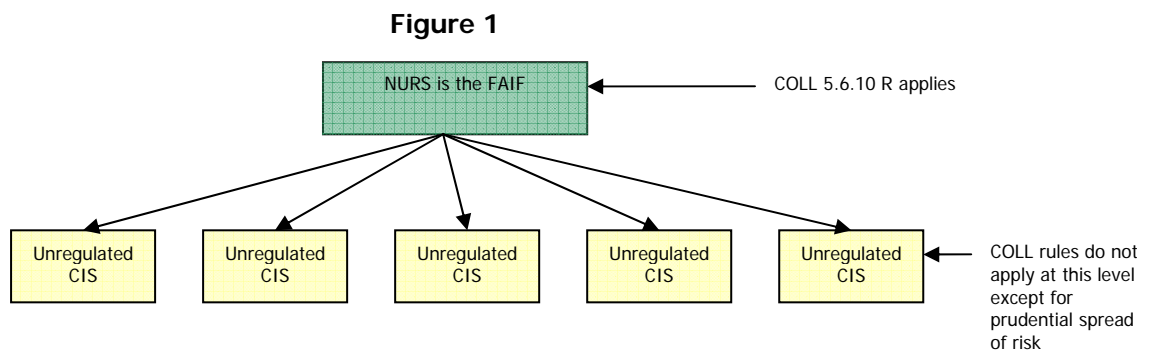 Figure 1
NURS is the FAIF
COLL 5.6.10 R applies
Unregulated
CIS
Unregulated
CIS
Unregulated
CIS
Unregulated
CIS
Unregulated
CIS
COLL rules do not
apply at this level
except for
prudential spread
of risk